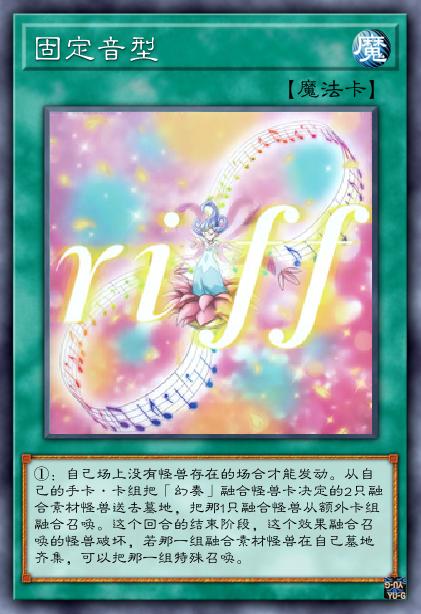 固定音型
魔
【魔法卡】
riff
①：自己场上没有怪兽存在的场合才能发动。从自
己的手卡·卡组把「幻奏」融合怪兽卡决定的2只融
合素材怪兽送去墓地，把那1只融合怪兽从额外卡组
融合召唤。这个回合的结束阶段，这个效果融合召
唤的怪兽破坏，若那一组融合素材怪兽在自己墓地
齐集，可以把那一组特殊召唤。